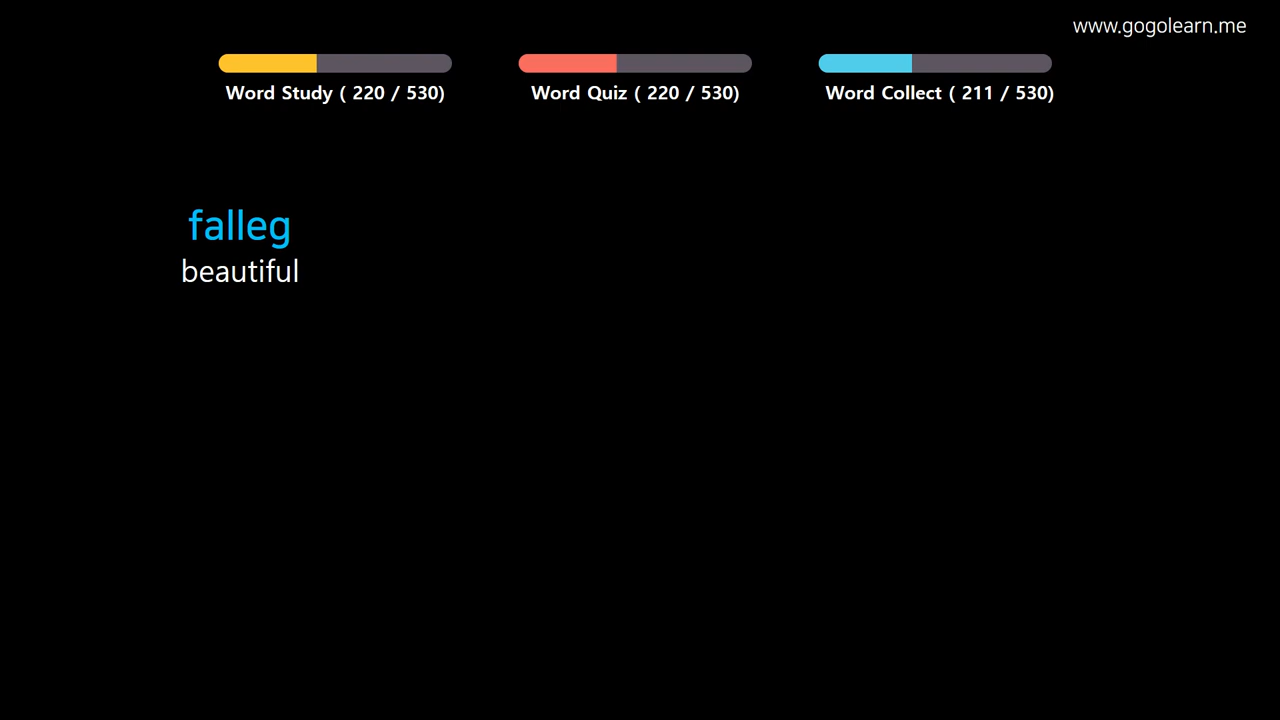 www.gogolearn.me
Word Study ( 220 / 530)
Word Quiz ( 220 / 530)
Word Collect ( 211 / 530)
falleg
beautiful